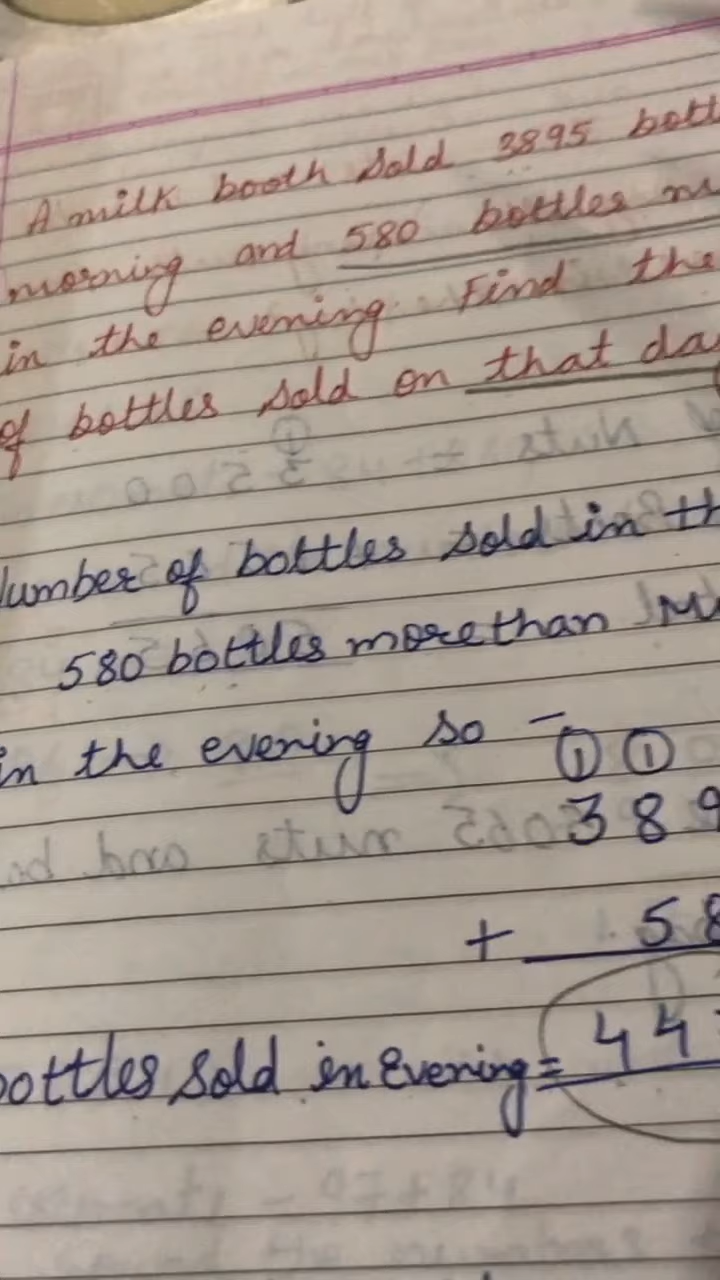 A milk booth sold 3895 bottl
morning and 580 bottles m
in the evening. Find the
of bottles sold on that da
umber of bottles sold in th
580 bottles more than M
in the evening so –
1 1
389
+ 58
bottles sold in Evening = 44